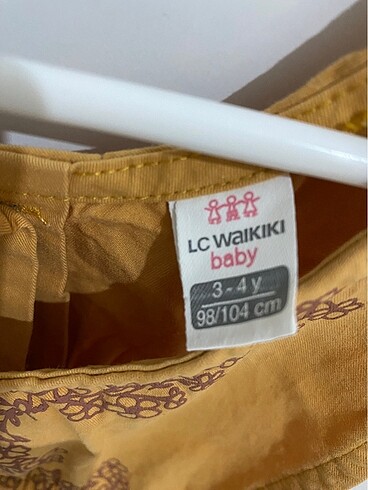 LC WAIKIKI
baby
3 - 4 y
98/104 cm